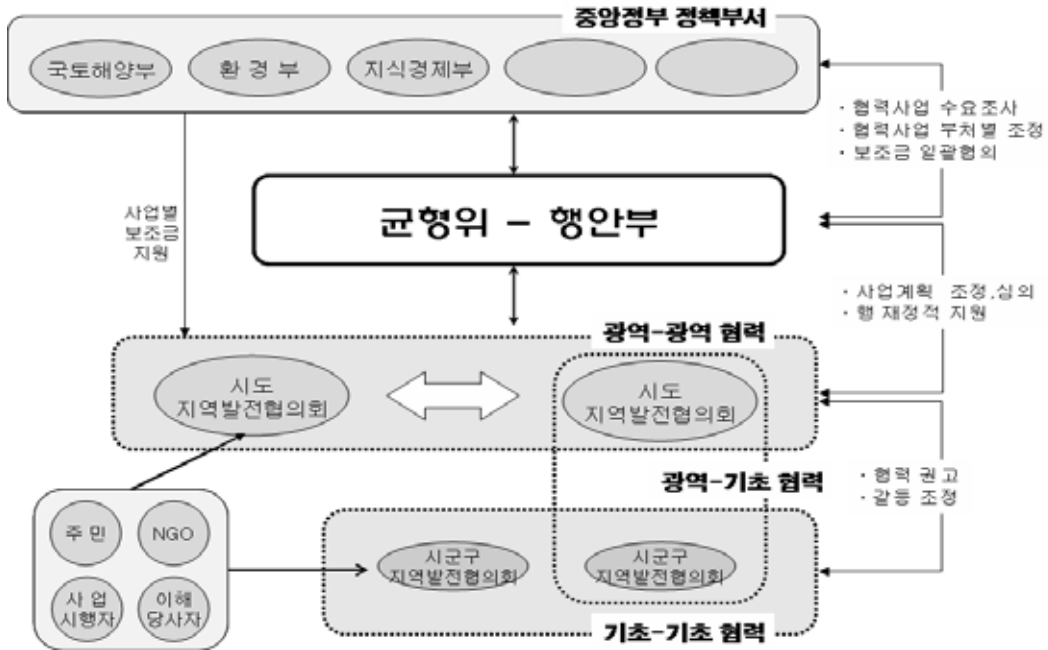 중앙정부 정책부서
국토해양부
환 경 부
지식경제부
· 협력사업 수요조사
· 협력사업 부처별 조정
· 보조금 일괄협의
사업별
보조금
지원
균형위 – 행안부
· 사업계획 조정,심의
· 행 재정적 지원
광역-광역 협력
시도
지역발전협의회
시도
지역발전협의회
광역-기초 협력
· 협력 권고
· 갈등 조정
주 민
NGO
사 업
시행자
이해
당사자
시군구
지역발전협의회
시군구
지역발전협의회
기초-기초 협력